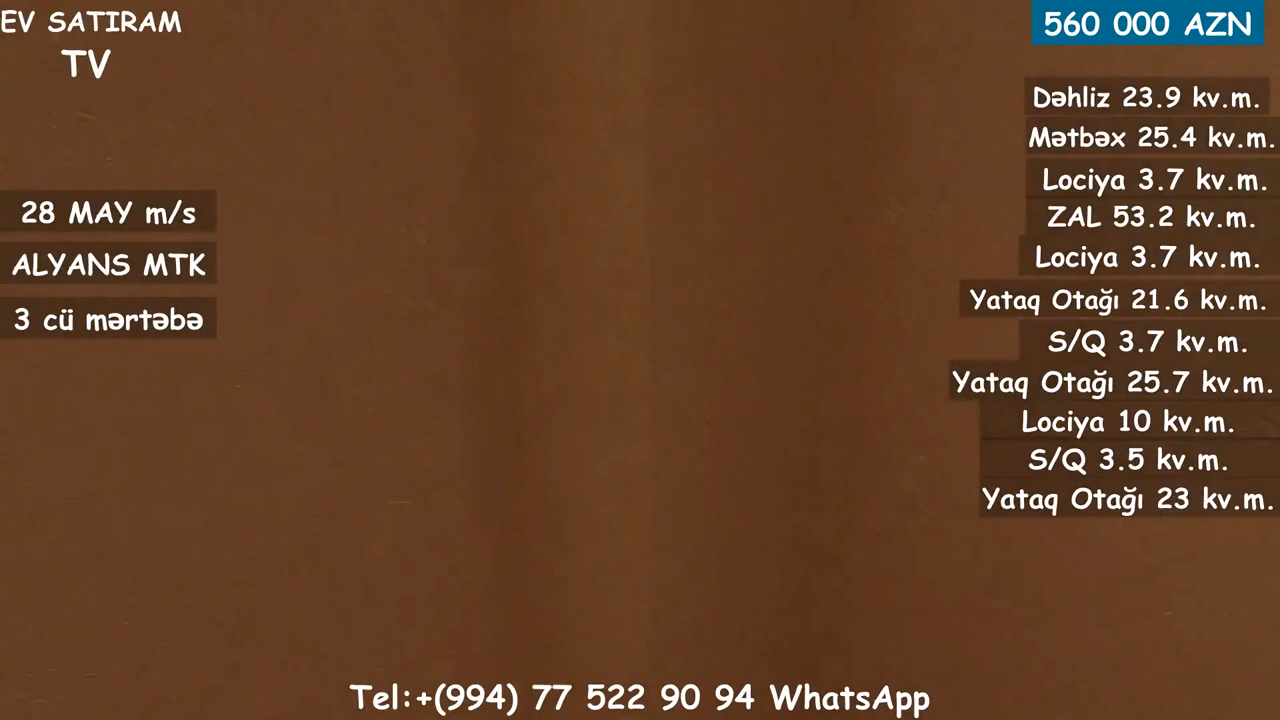 EV SATIRAM
TV
560 000 AZN
28 MAY m/s
ALYANS MTK
3 cü mərtəbə
Dəhliz 23.9 kv.m.
Mətbəx 25.4 kv.m.
Lociya 3.7 kv.m.
ZAL 53.2 kv.m.
Lociya 3.7 kv.m.
Yataq Otağı 21.6 kv.m.
S/Q 3.7 kv.m.
Yataq Otağı 25.7 kv.m.
Lociya 10 kv.m.
S/Q 3.5 kv.m.
Yataq Otağı 23 kv.m.
Tel:+(994) 77 522 90 94 WhatsApp